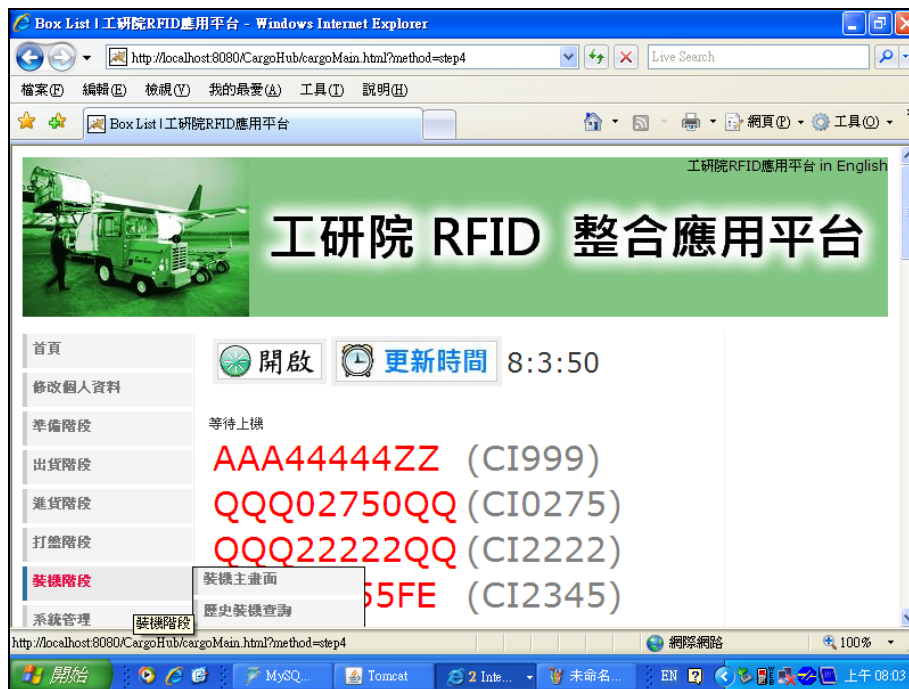 Box List | 工研院RFID應用平台 - Windows Internet Explorer
http://localhost:8080/CargoHub/cargoMain.html?method=step4
Live Search
檔案(F) 編輯(E) 檢視(V) 我的最愛(A) 工具(T) 說明(H)
Box List | 工研院RFID應用平台
網頁(P) 工具(O)
工研院RFID應用平台 in English
工研院 RFID 整合應用平台
首頁
修改個人資料
準備階段
出貨階段
進貨階段
打盤階段
裝機階段
系統管理
開啟 更新時間 8:3:50
等待上機
AAA44444ZZ (CI999)
QQQ02750QQ (CI0275)
QQQ22222QQ (CI2222)
55FE (CI2345)
裝機主畫面
歷史裝機查詢
裝機階段
http://localhost:8080/CargoHub/cargoMain.html?method=step4
網際網路 100%
開始 MySQ... Tomcat 2 Inte... 未命名... EN 上午 08:03